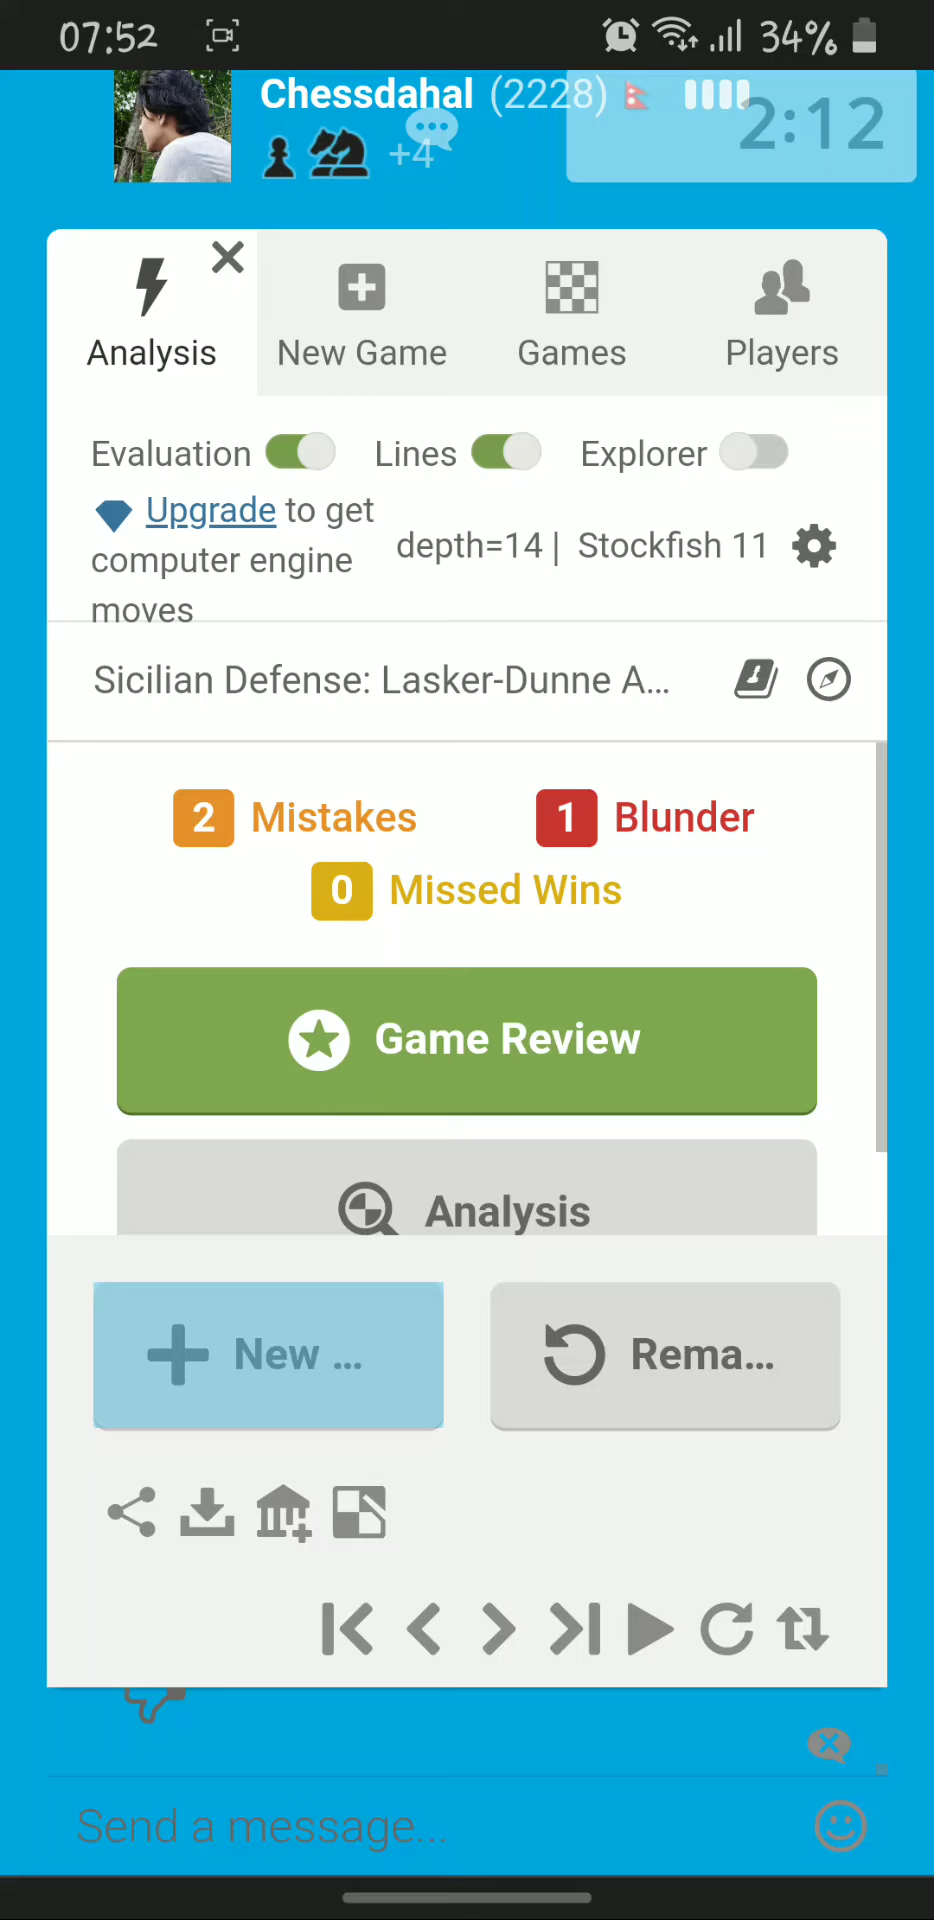 07:52 34%
Chessdahal (2228)
+4 2:12
Analysis New Game Games Players
Evaluation Lines Explorer
Upgrade to get
computer engine
moves
depth=14 | Stockfish 11
Sicilian Defense: Lasker-Dunne A...
2 Mistakes 1 Blunder
0 Missed Wins
Game Review
Analysis
New ... Rema...
Send a message...